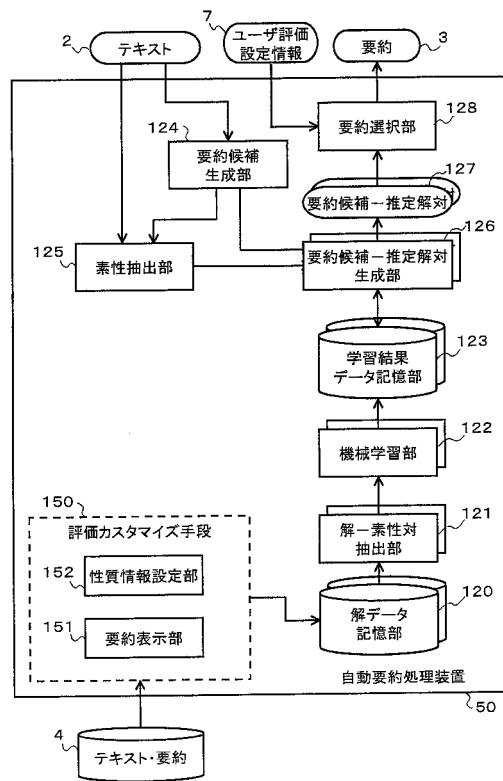 2
テキスト
7
ユーザ評価
設定情報
要約
3
124
要約候補
生成部
要約選択部
128
127
要約候補－推定解対
125
素性抽出部
126
要約候補－推定解対
生成部
学習結果
データ記憶部
123
機械学習部
122
解－素性対
抽出部
121
150
評価カスタマイズ手段
152
性質情報設定部
151
要約表示部
解データ
記憶部
120
自動要約処理装置
50
4
テキスト・要約